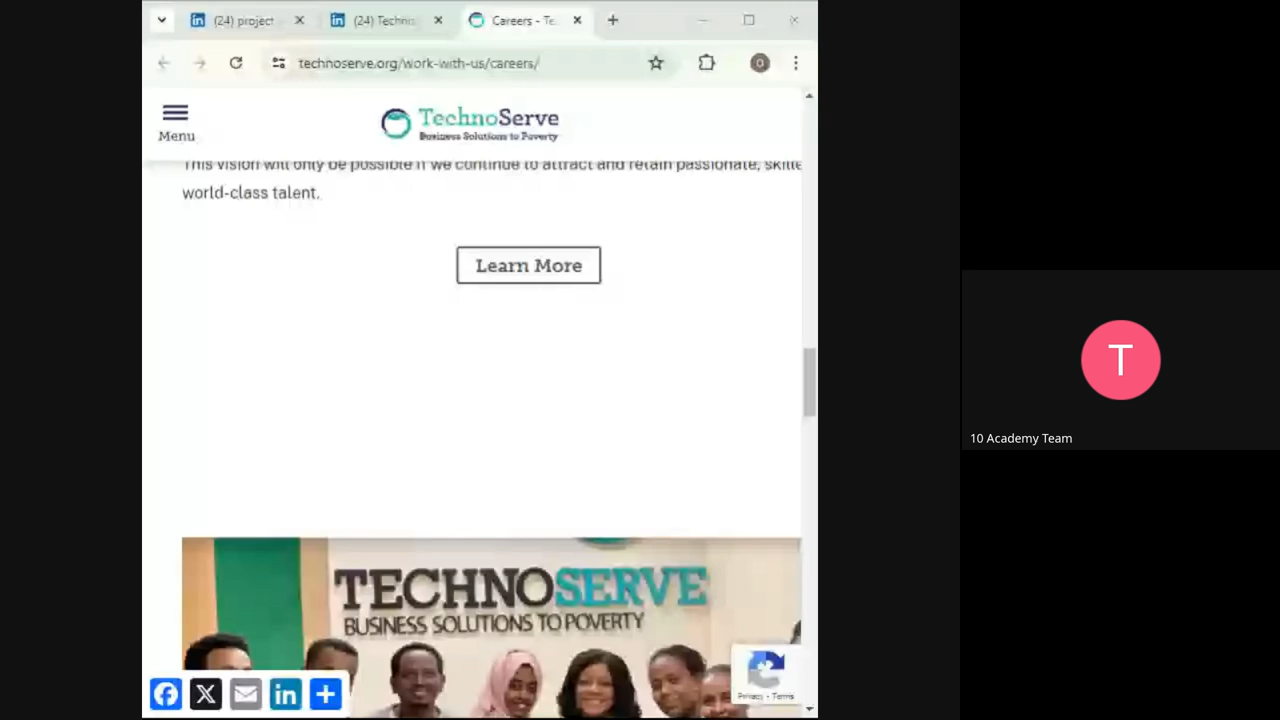 (24) project
(24) Techno
Careers - Te
technoserve.org/work-with-us/careers/
Menu
TechnoServe
Business Solutions to Poverty
This vision will only be possible if we continue to attract and retain passionate, skille
world-class talent.
Learn More
TECHNOSERVE
BUSINESS SOLUTIONS TO POVERTY
Privacy - Terms
T
10 Academy Team